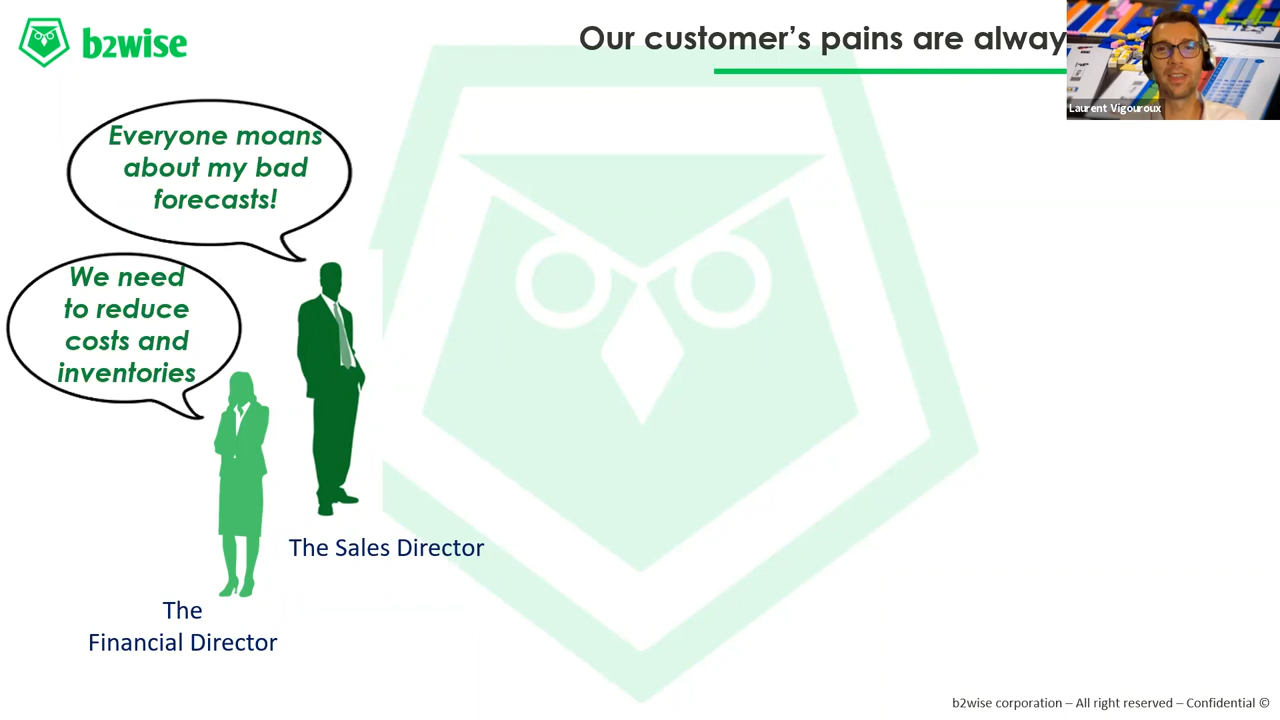 b2wise
Our customer's pains are alway
Laurent Vigouroux
Everyone moans
about my bad
forecasts!
We need
to reduce
costs and
inventories
The Sales Director
The
Financial Director
b2wise corporation – All right reserved – Confidential ©